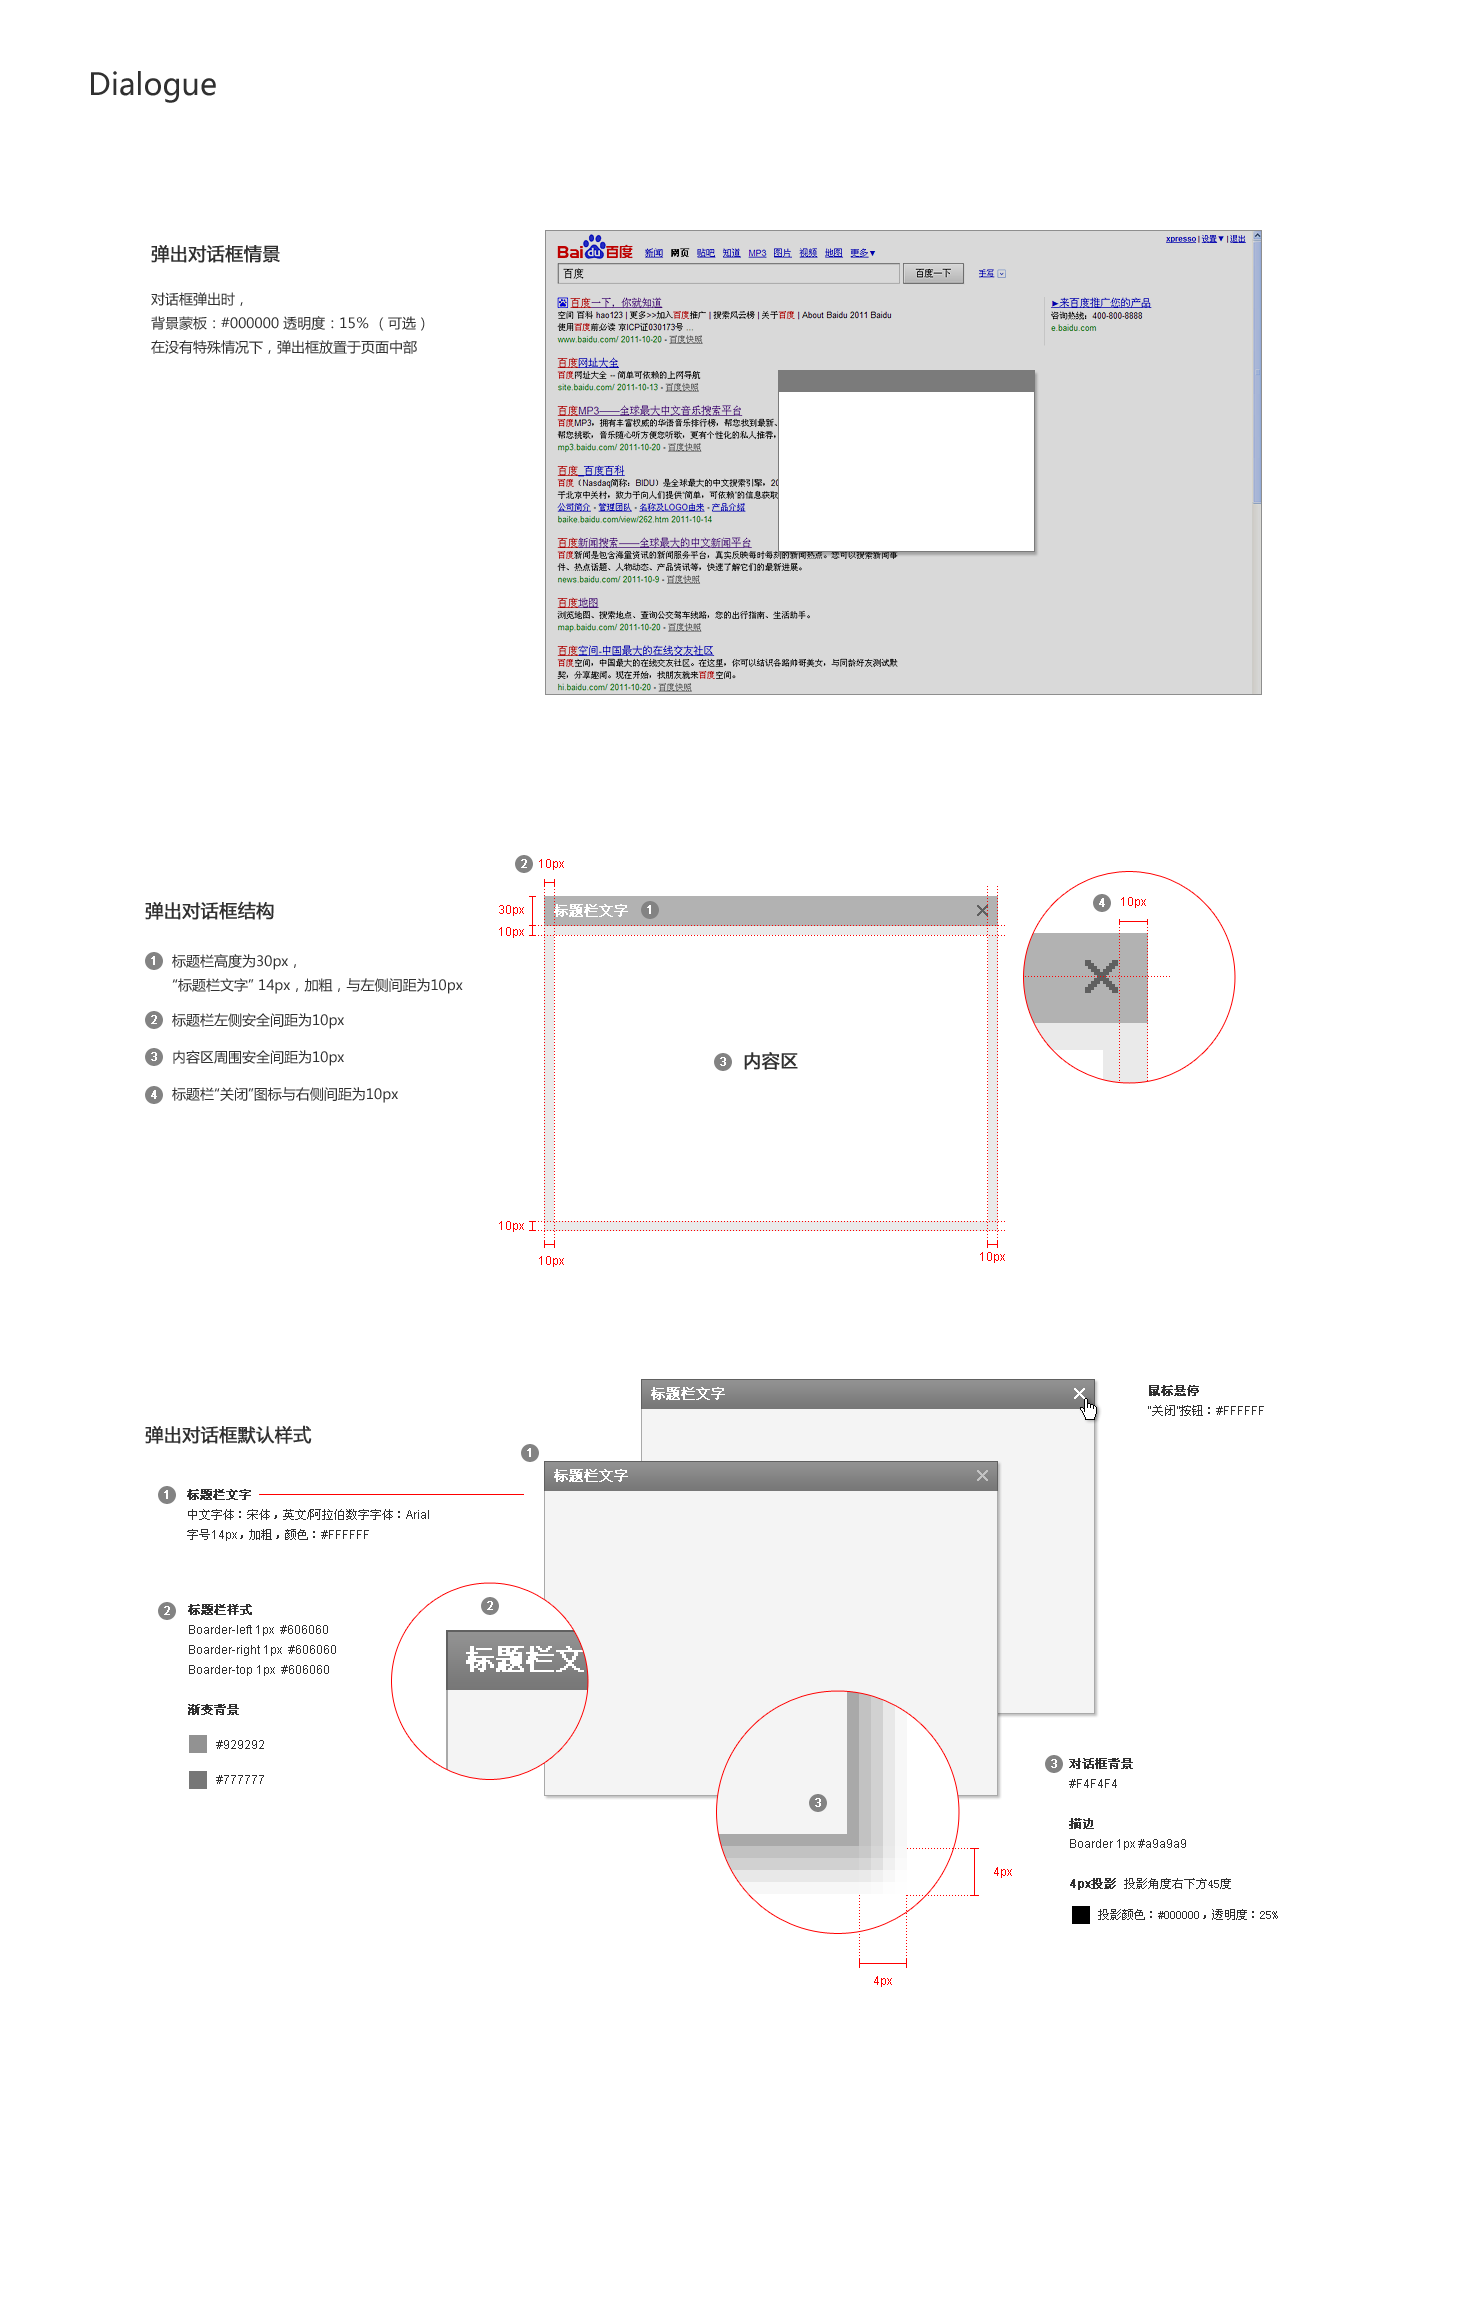 Dialogue
弹出对话框情景
对话框弹出时，
背景蒙板：#000000 透明度：15%（可选）
在没有特殊情况下，弹出框放置于页面中部
xpresso | 设置▼ | 退出
Bai du 百度 新闻 网页 贴吧 知道 MP3 图片 视频 地图 更多▼
百度 百度一下 手写
百度一下，你就知道
空间 百科 hao123 | 更多>>加入百度推广 | 搜索风云榜 | 关于百度 | About Baidu 2011 Baidu
使用百度前必读 京ICP证030173号 ...
www.baidu.com/ 2011-10-20 - 百度快照
►来百度推广您的产品
咨询热线：400-800-8888
e.baidu.com
百度网址大全
百度网址大全 -- 简单可依赖的上网导航
site.baidu.com/ 2011-10-13 - 百度快照
百度MP3——全球最大中文音乐搜索平台
百度MP3，拥有丰富权威的华语音乐排行榜，帮您找到最新、
帮您挑歌，音乐随心听方便您听歌，更有个性化的私人推荐，
mp3.baidu.com/ 2011-10-20 - 百度快照
百度_百度百科
百度（Nasdaq简称：BIDU）是全球最大的中文搜索引擎，20
于北京中关村，致力于向人们提供“简单，可依赖”的信息获取
公司简介 - 管理团队 - 名称及LOGO由来 - 产品介绍
baike.baidu.com/view/262.htm 2011-10-14
百度新闻搜索——全球最大的中文新闻平台
百度新闻是包含海量资讯的新闻服务平台，真实反映每时每刻的新闻热点。您可以搜索新闻事
件、热点话题、人物动态、产品资讯等，快速了解它们的最新进展。
news.baidu.com/ 2011-10-9 - 百度快照
百度地图
浏览地图、搜索地点、查询公交驾车线路，您的出行指南、生活助手。
map.baidu.com/ 2011-10-20 - 百度快照
百度空间-中国最大的在线交友社区
百度空间，中国最大的在线交友社区。在这里，你可以结识各路帅哥美女，与同龄好友测试默
契，分享趣闻。现在开始，找朋友就来百度空间。
hi.baidu.com/ 2011-10-20 - 百度快照
弹出对话框结构
1 标题栏高度为30px，
“标题栏文字” 14px，加粗，与左侧间距为10px
2 标题栏左侧安全间距为10px
3 内容区周围安全间距为10px
4 标题栏“关闭”图标与右侧间距为10px
2 10px
30px 标题栏文字 1
10px
3 内容区
10px
10px
10px
4 10px
弹出对话框默认样式
1 标题栏文字
中文字体：宋体，英文/阿拉伯数字字体：Arial
字号14px，加粗，颜色：#FFFFFF
2 标题栏样式
Boarder-left 1px #606060
Boarder-right 1px #606060
Boarder-top 1px #606060
渐变背景
#929292
#777777
标题栏文字
鼠标悬停
“关闭”按钮：#FFFFFF
1
标题栏文字
2
标题栏文
3
4px
4px
3 对话框背景
#F4F4F4
描边
Boarder 1px #a9a9a9
4px投影 投影角度右下方45度
投影颜色：#000000，透明度：25%